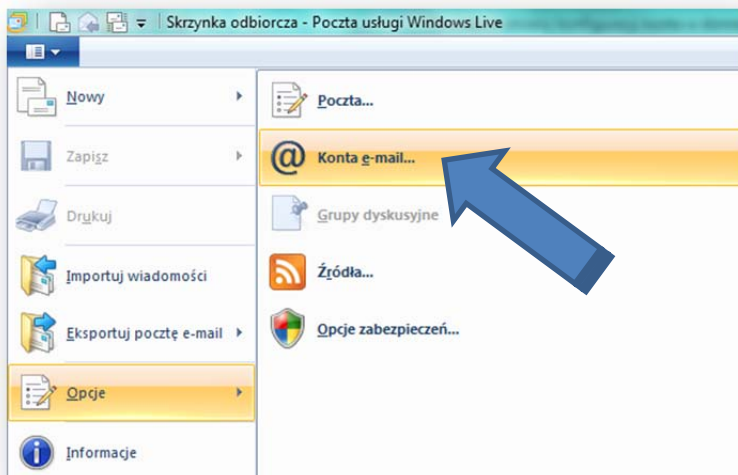 Skrzynka odbiorcza - Poczta usługi Windows Live
Nowy
Zapisz
Drukuj
Importuj wiadomości
Eksportuj pocztę e-mail
Opcje
Informacje
Poczta...
@ Konta e-mail...
Grupy dyskusyjne
Źródła...
Opcje zabezpieczeń...